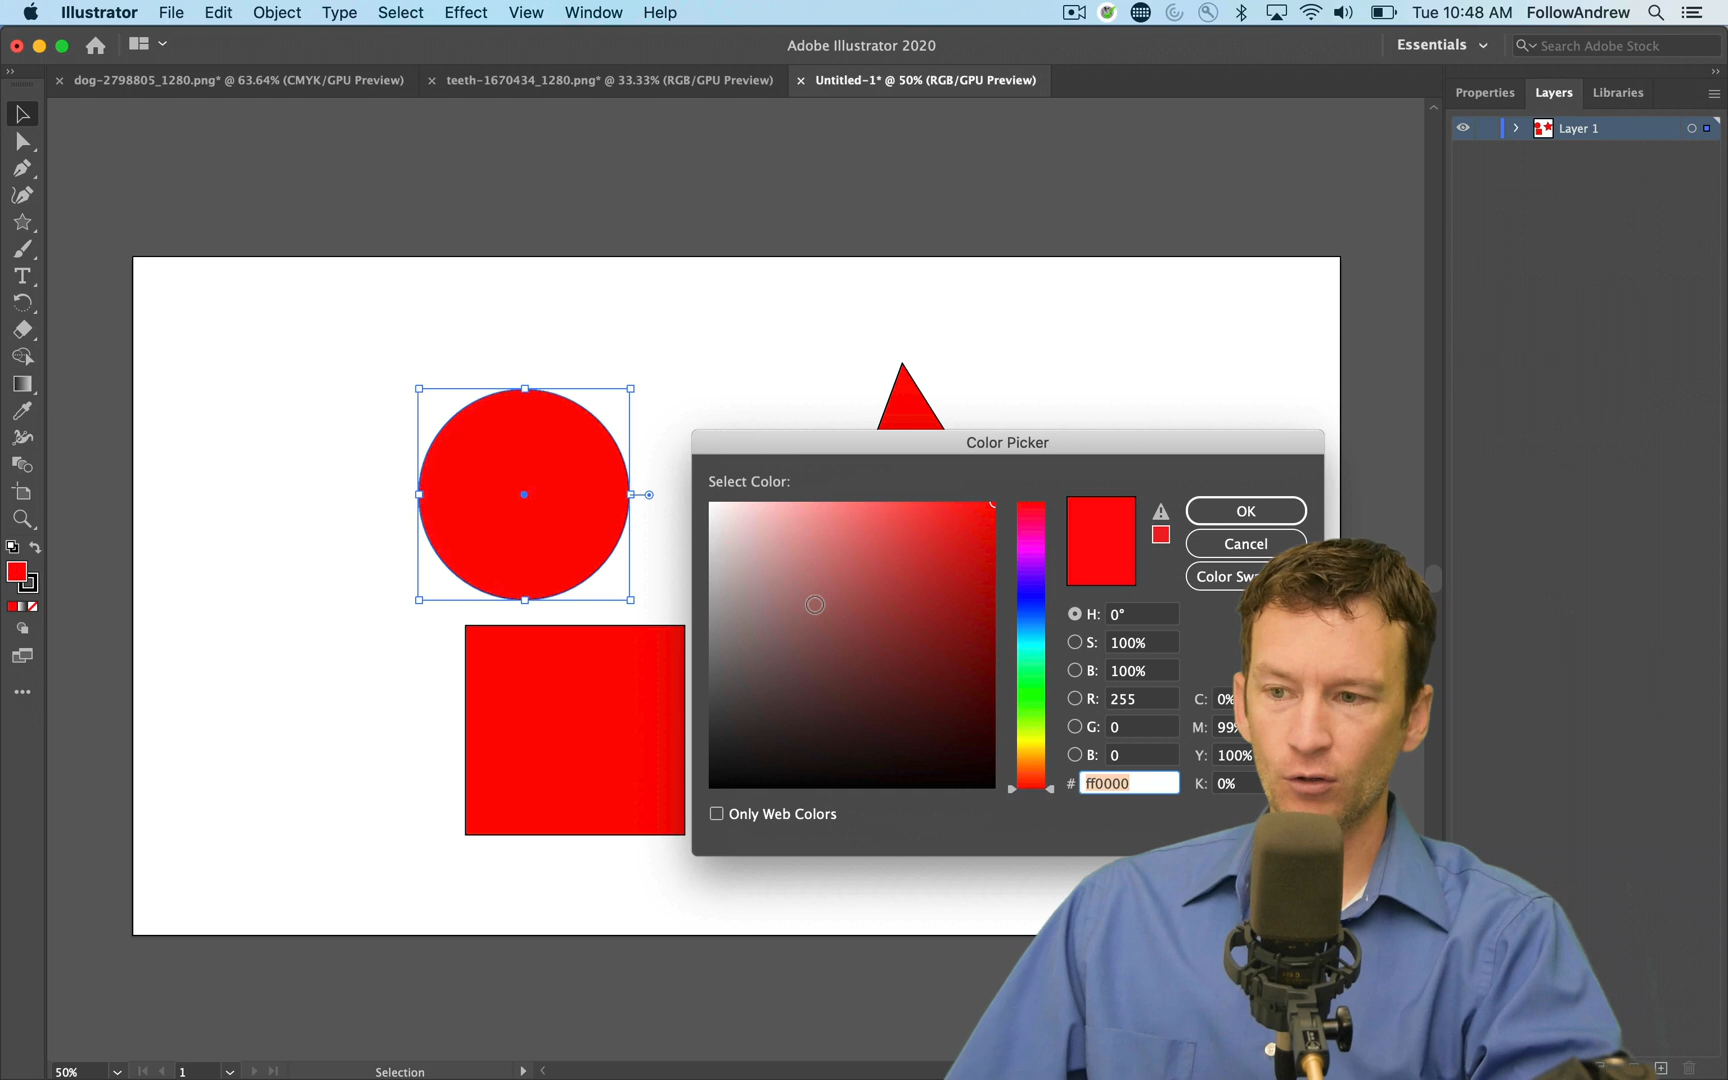 Illustrator File Edit Object Type Select Effect View Window Help Tue 10:48 AM FollowAndrew
Adobe Illustrator 2020 Essentials Search Adobe Stock
dog-2798805_1280.png* @ 63.64% (CMYK/GPU Preview) teeth-1670434_1280.png* @ 33.33% (RGB/GPU Preview) Untitled-1* @ 50% (RGB/GPU Preview)
Properties Layers Libraries
Layer 1
Color Picker
Select Color:
OK
Cancel
Color
H: 0°
S: 100%
B: 100%
R: 255 C: 0%
G: 0 M: 99%
B: 0 Y: 100%
# ff0000 K: 0%
Only Web Colors
50% 1 Selection